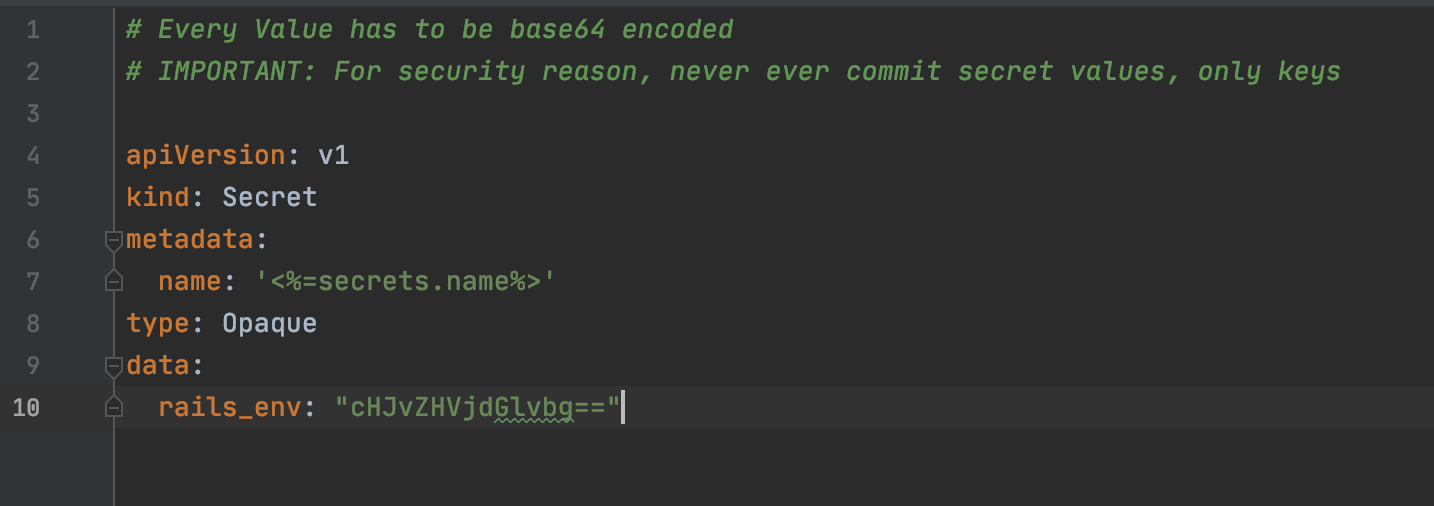 1 # Every Value has to be base64 encoded
2 # IMPORTANT: For security reason, never ever commit secret values, only keys
3
4 apiVersion: v1
5 kind: Secret
6 metadata:
7   name: '<%=secrets.name%>'
8 type: Opaque
9 data:
10   rails_env: "cHJvZHVjdGlvbg=="